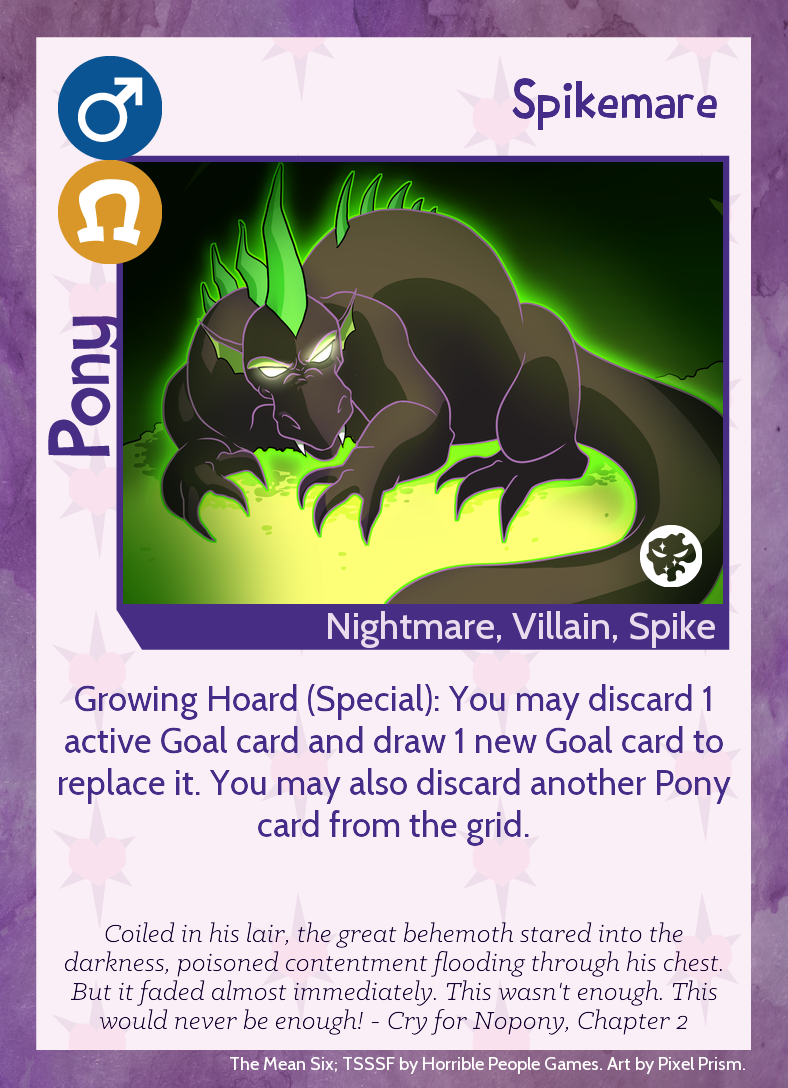 Spikemare
Pony
Nightmare, Villain, Spike
Growing Hoard (Special): You may discard 1
active Goal card and draw 1 new Goal card to
replace it. You may also discard another Pony
card from the grid.
Coiled in his lair, the great behemoth stared into the
darkness, poisoned contentment flooding through his chest.
But it faded almost immediately. This wasn't enough. This
would never be enough! - Cry for Nopony, Chapter 2
The Mean Six; TSSSF by Horrible People Games. Art by Pixel Prism.